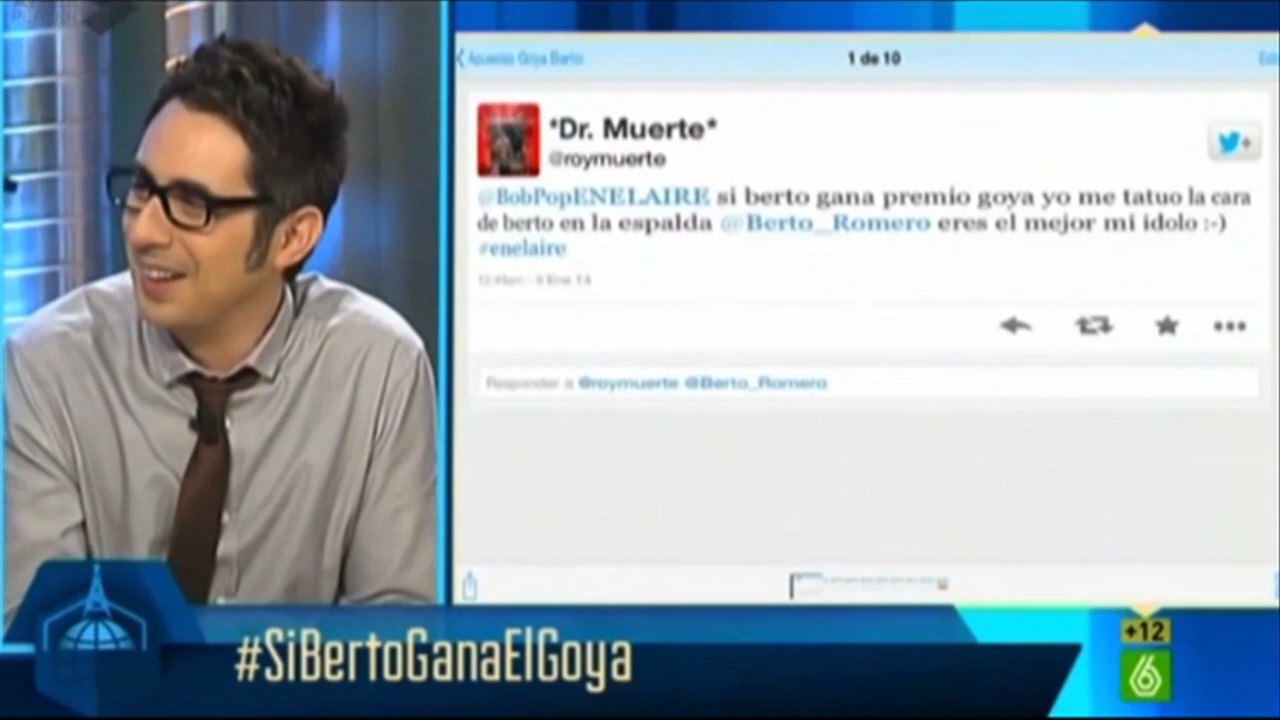 Apuestas Goya Berto
1 de 10
*Dr. Muerte*
@roymuerte
@BobPopENELAIRE si berto gana premio goya yo me tatuo la cara
de berto en la espalda @Berto_Romero eres el mejor mi idolo :-)
#enelaire
Ene 14
Responder a @roymuerte @Berto_Romero
#SiBertoGanaElGoya
+12
6